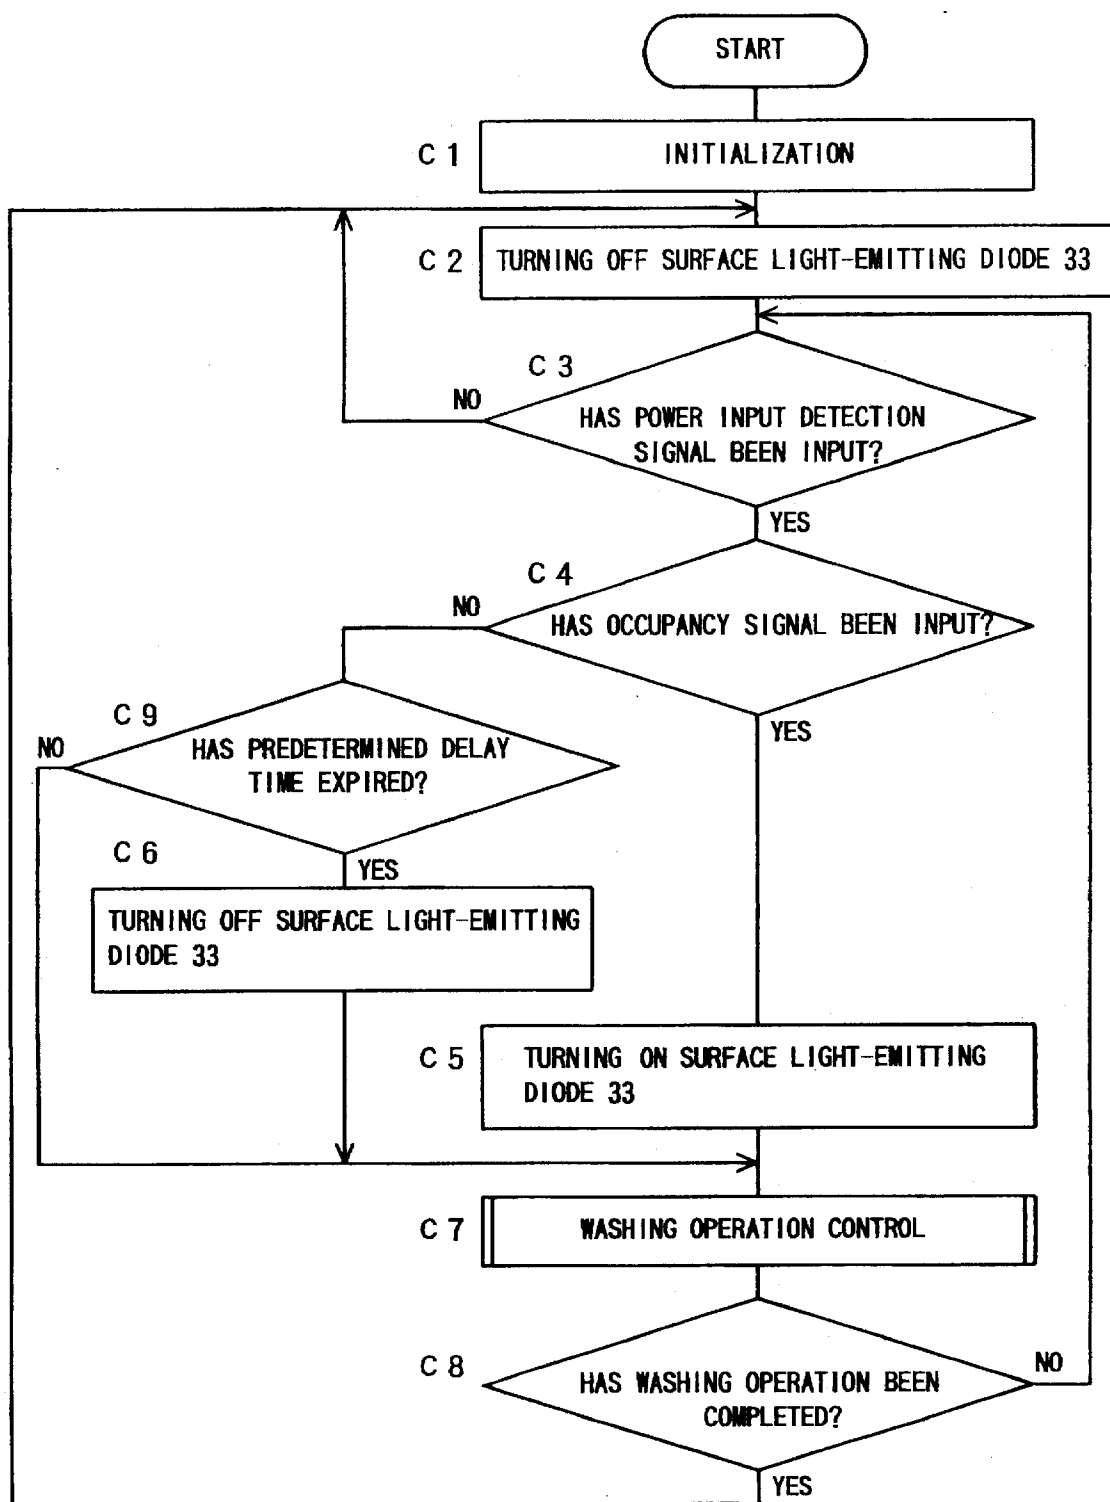 START
C 1
INITIALIZATION
C 2
TURNING OFF SURFACE LIGHT-EMITTING DIODE 33
C 3
NO
HAS POWER INPUT DETECTION
SIGNAL BEEN INPUT?
YES
C 4
NO
HAS OCCUPANCY SIGNAL BEEN INPUT?
YES
C 9
NO
HAS PREDETERMINED DELAY
TIME EXPIRED?
C 6
YES
TURNING OFF SURFACE LIGHT-EMITTING
DIODE 33
C 5
TURNING ON SURFACE LIGHT-EMITTING
DIODE 33
C 7
WASHING OPERATION CONTROL
C 8
NO
HAS WASHING OPERATION BEEN
COMPLETED?
YES